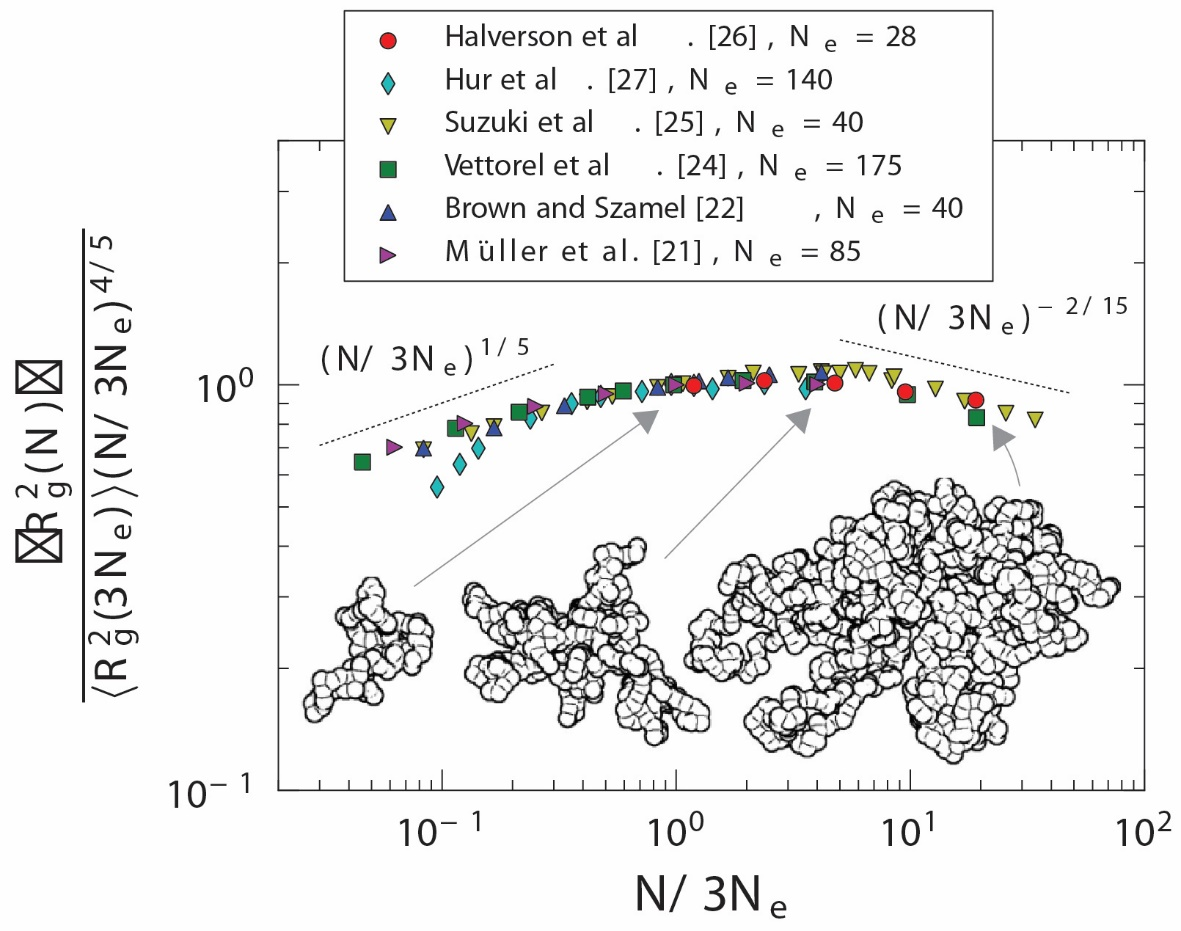 Halverson et al . [26] , N e = 28
Hur et al . [27] , N e = 140
Suzuki et al . [25] , N e = 40
Vettorel et al . [24] , N e = 175
Brown and Szamel [22] , N e = 40
Müller et al. [21] , N e = 85
(N/ 3N e ) 1/ 5
(N/ 3N e ) − 2/ 15
10 0
10 − 1
☒R g 2 (N )☒
⟨R g 2 (3N e )⟩(N/ 3N e ) 4/ 5
10 − 1
10 0
10 1
10 2
N/ 3N e